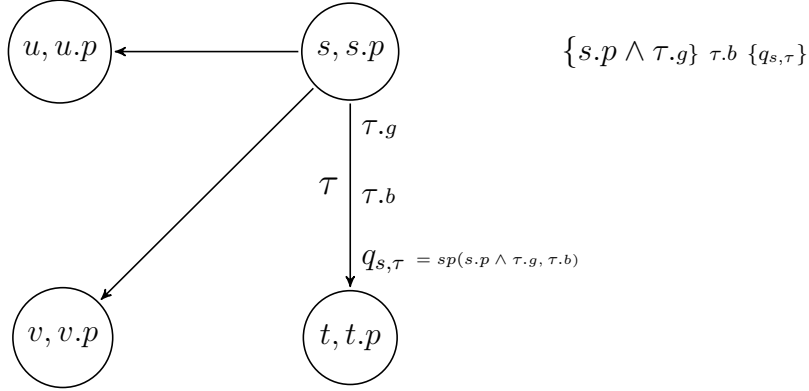 u, u.p
s, s.p
{s.p ∧ τ.g} τ.b {q_{s,τ}}
τ.g
τ
τ.b
q_{s,τ} = sp(s.p ∧ τ.g, τ.b)
v, v.p
t, t.p